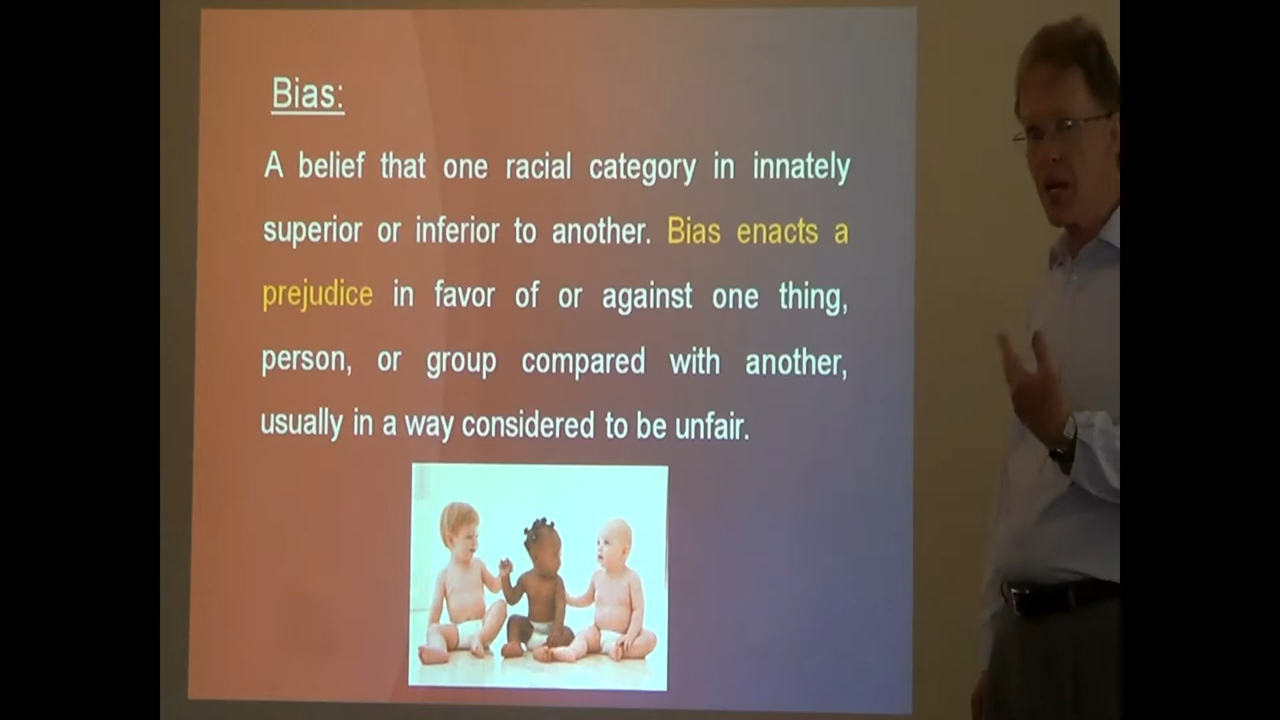 Bias:
A belief that one racial category in innately
superior or inferior to another. Bias enacts a
prejudice in favor of or against one thing,
person, or group compared with another,
usually in a way considered to be unfair.